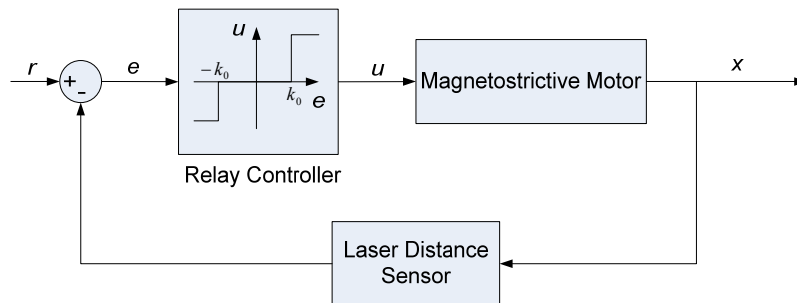 u
r
+
-
e
−k₀
k₀
e
u
Magnetostrictive Motor
x
Relay Controller
Laser Distance
Sensor